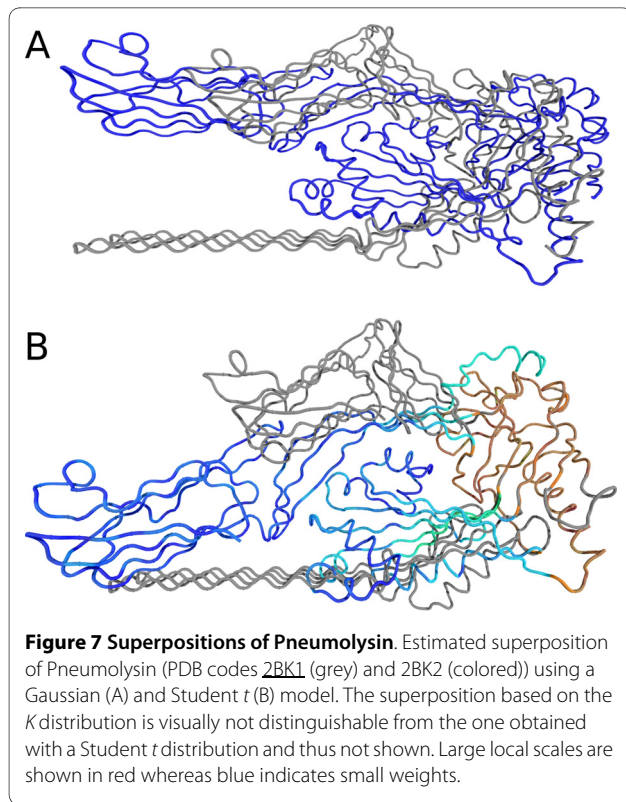 A
B
Figure 7 Superpositions of Pneumolysin. Estimated superposition
of Pneumolysin (PDB codes 2BK1 (grey) and 2BK2 (colored)) using a
Gaussian (A) and Student t (B) model. The superposition based on the
K distribution is visually not distinguishable from the one obtained
with a Student t distribution and thus not shown. Large local scales are
shown in red whereas blue indicates small weights.